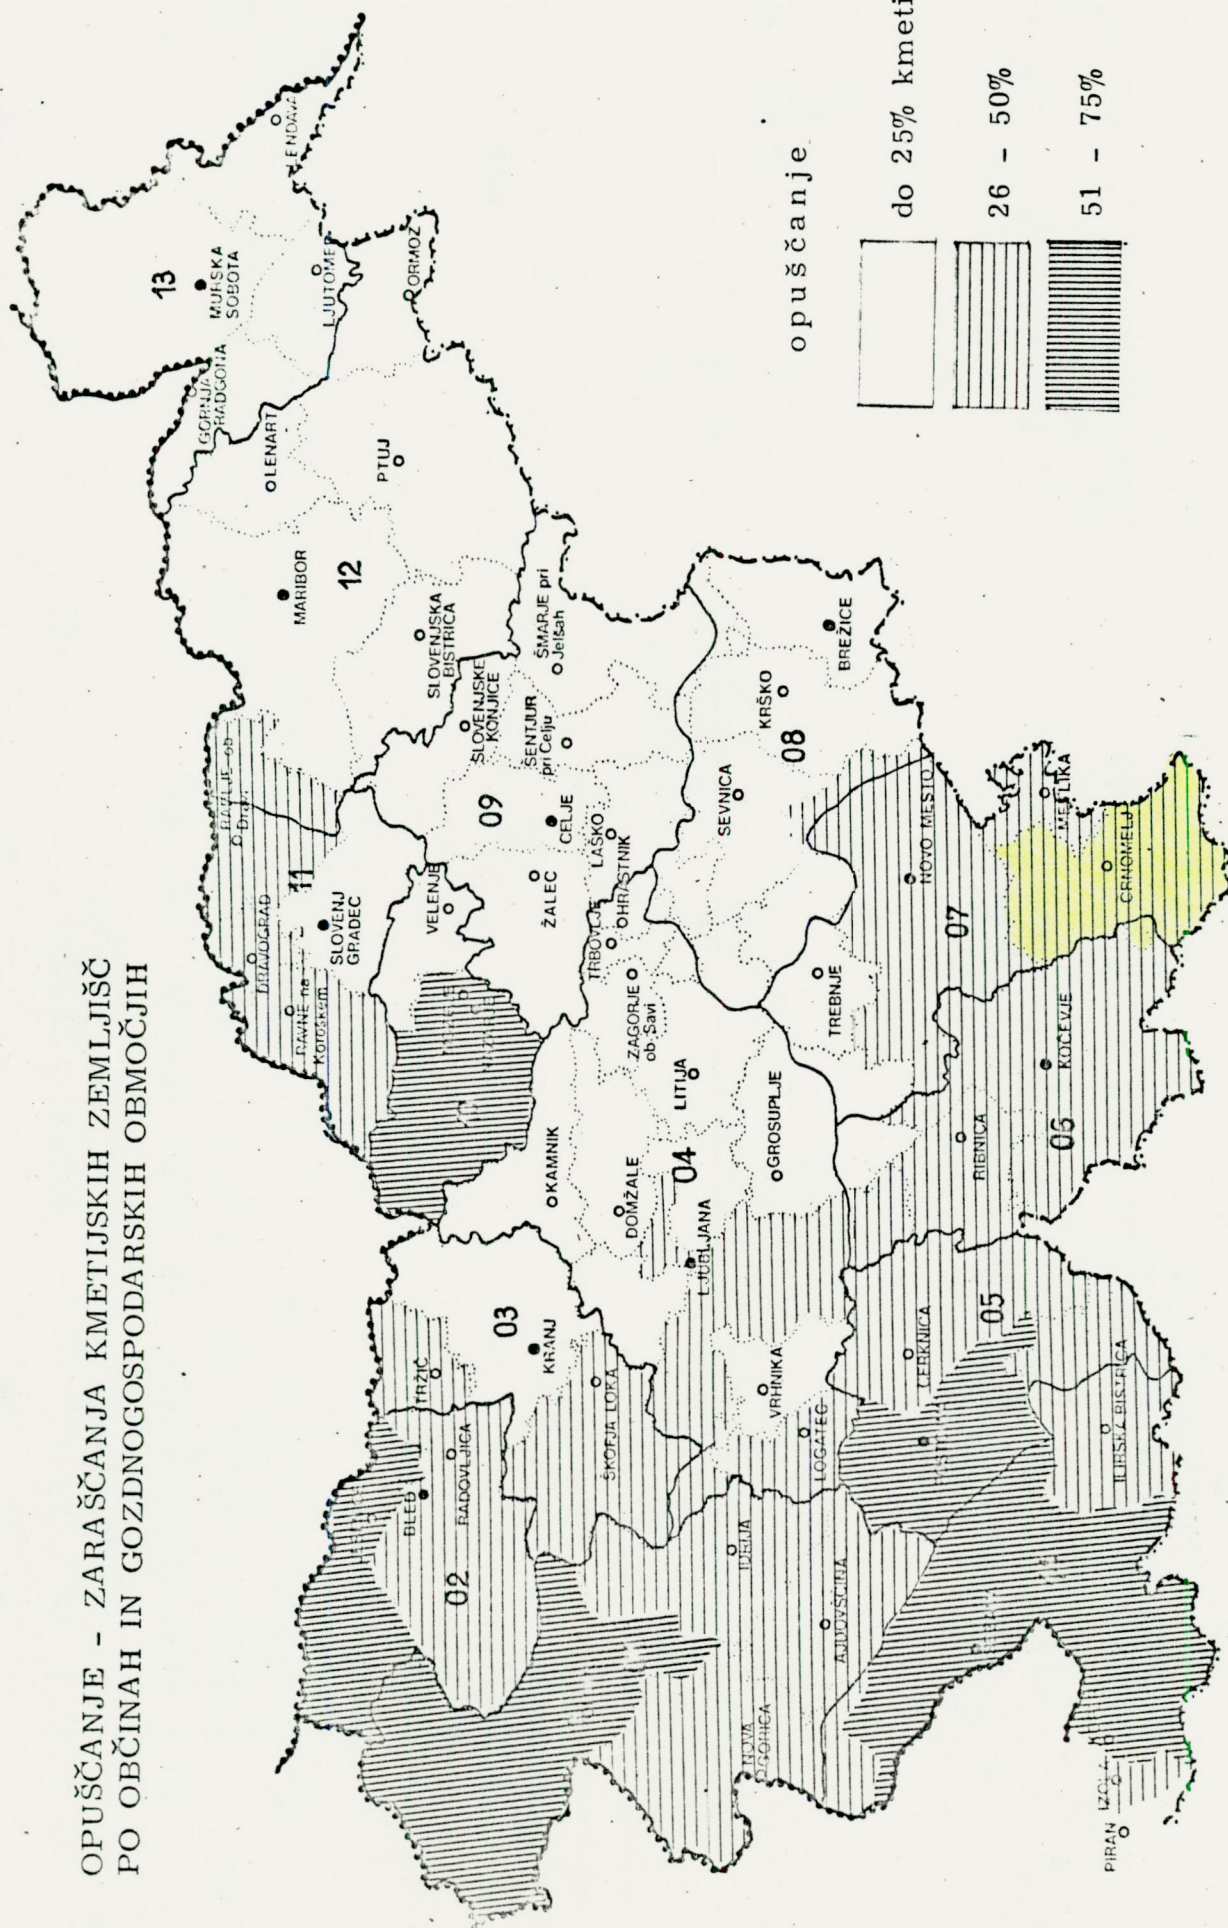 OPUŠČANJE - ZARAŠČANJA KMETIJSKIH ZEMLJIŠČ
PO OBČINAH IN GOZDNOGOSPODARSKIH OBMOČJIH
13
MURSKA
SOBOTA
LENDAVA
LJUTOMER
ORMOŽ
GORNJA
RADGONA
LENART
PTUJ
MARIBOR
12
SLOVENJSKA
BISTRICA
SLOVENJSKE
KONJICE
ŠENTJUR
pri Celju
ŠMARJE pri
Jelšah
09
CELJE
ŽALEC
LAŠKO
HRASTNIK
TRBOVLJE
ZAGORJE
ob. Savi
VELENJE
11
DRAVOGRAD
RAVNE na
Koroškem
SLOVENJ
GRADEC
BREŽICE
KRŠKO
08
SEVNICA
NOVO MESTO
METLIKA
ČRNOMELJ
07
TREBNJE
KOČEVJE
RIBNICA
06
KAMNIK
DOMŽALE
LITIJA
04
GROSUPLJE
LJUBLJANA
VRHNIKA
LOGATEC
03
KRANJ
TRŽIČ
ŠKOFJA LOKA
BLED
RADOVLJICA
02
IDRIJA
AJDOVŠČINA
NOVA
GORICA
CERKNICA
05
ILIRSKA BISTRICA
PIRAN
IZOLA
opuščanje
do 25% kmeti
26 - 50%
51 - 75%